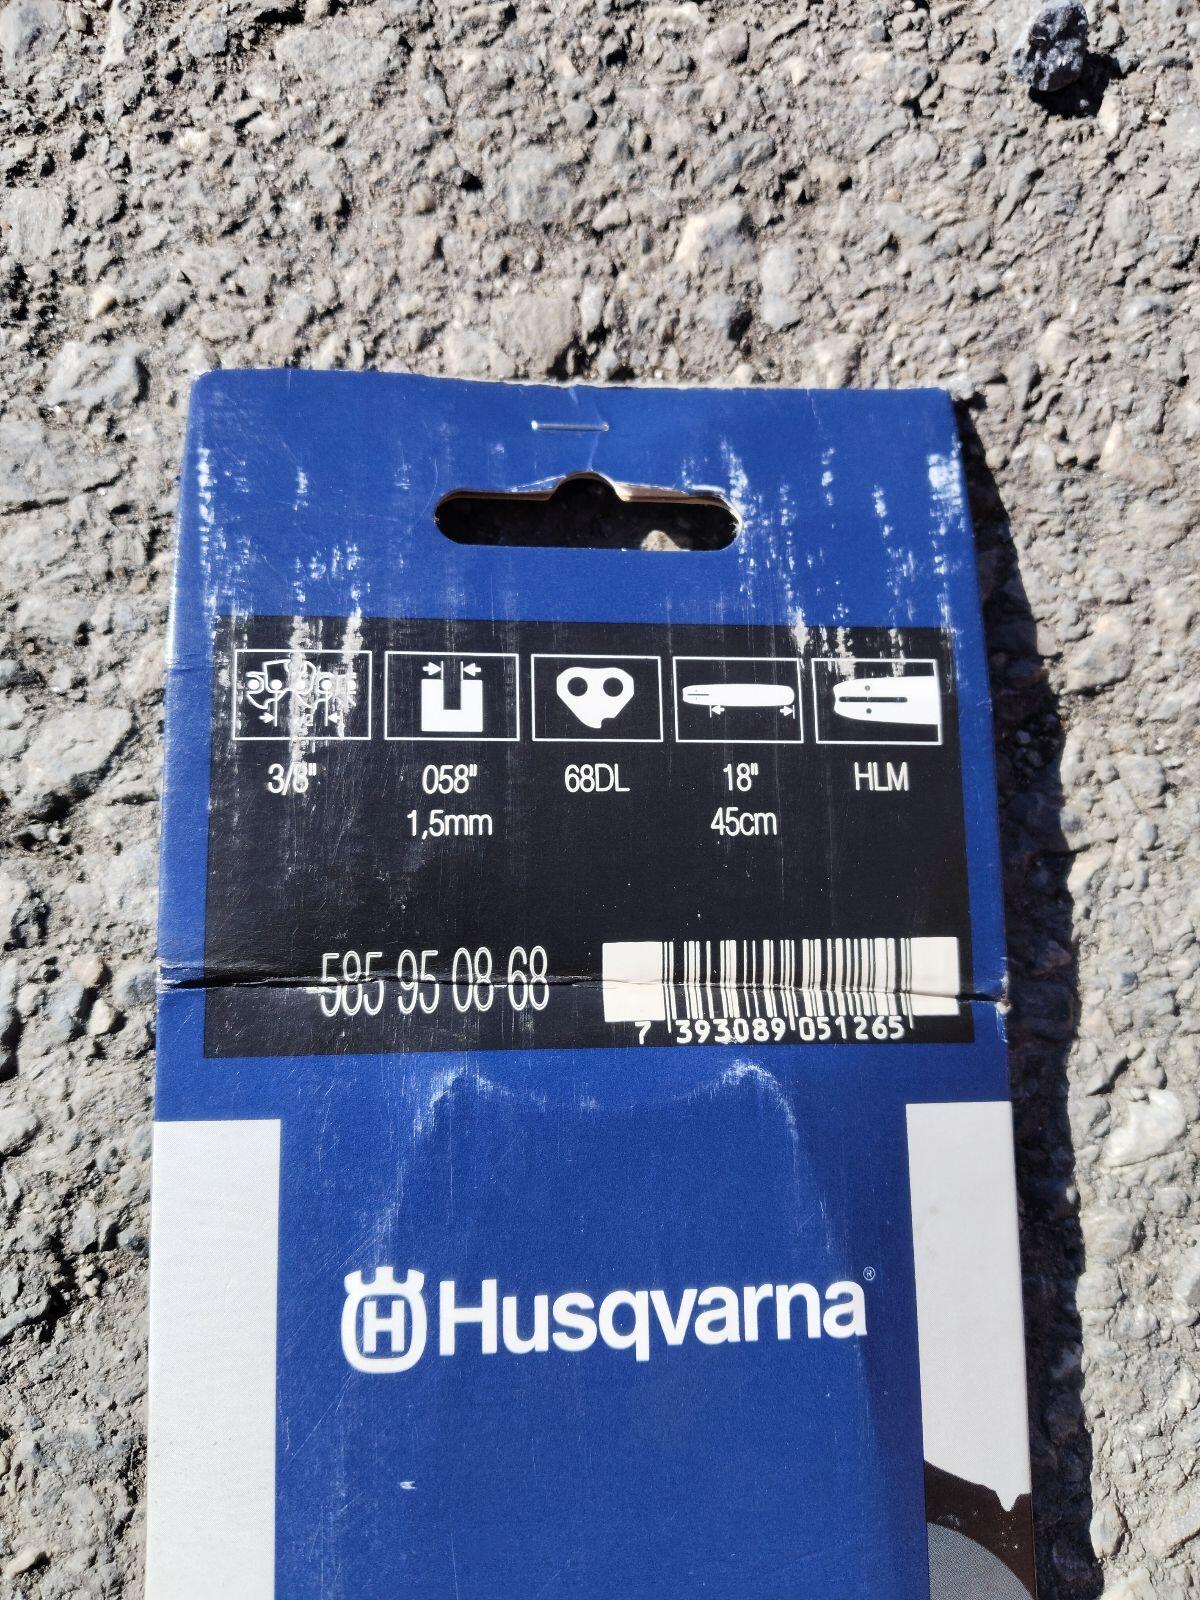 3/8" 058" 68DL 18" HLM
1,5mm 45cm
585 95 08 68
7 393089 051265
H Husqvarna®